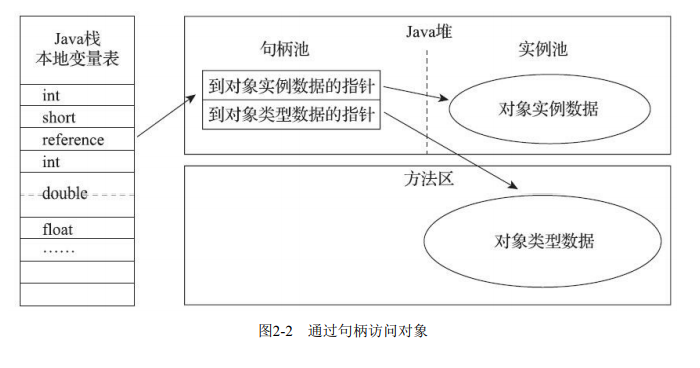 Java栈
本地变量表
int
short
reference
int
double
float
……
Java堆
句柄池
实例池
到对象实例数据的指针
到对象类型数据的指针
对象实例数据
方法区
对象类型数据
图2-2 通过句柄访问对象